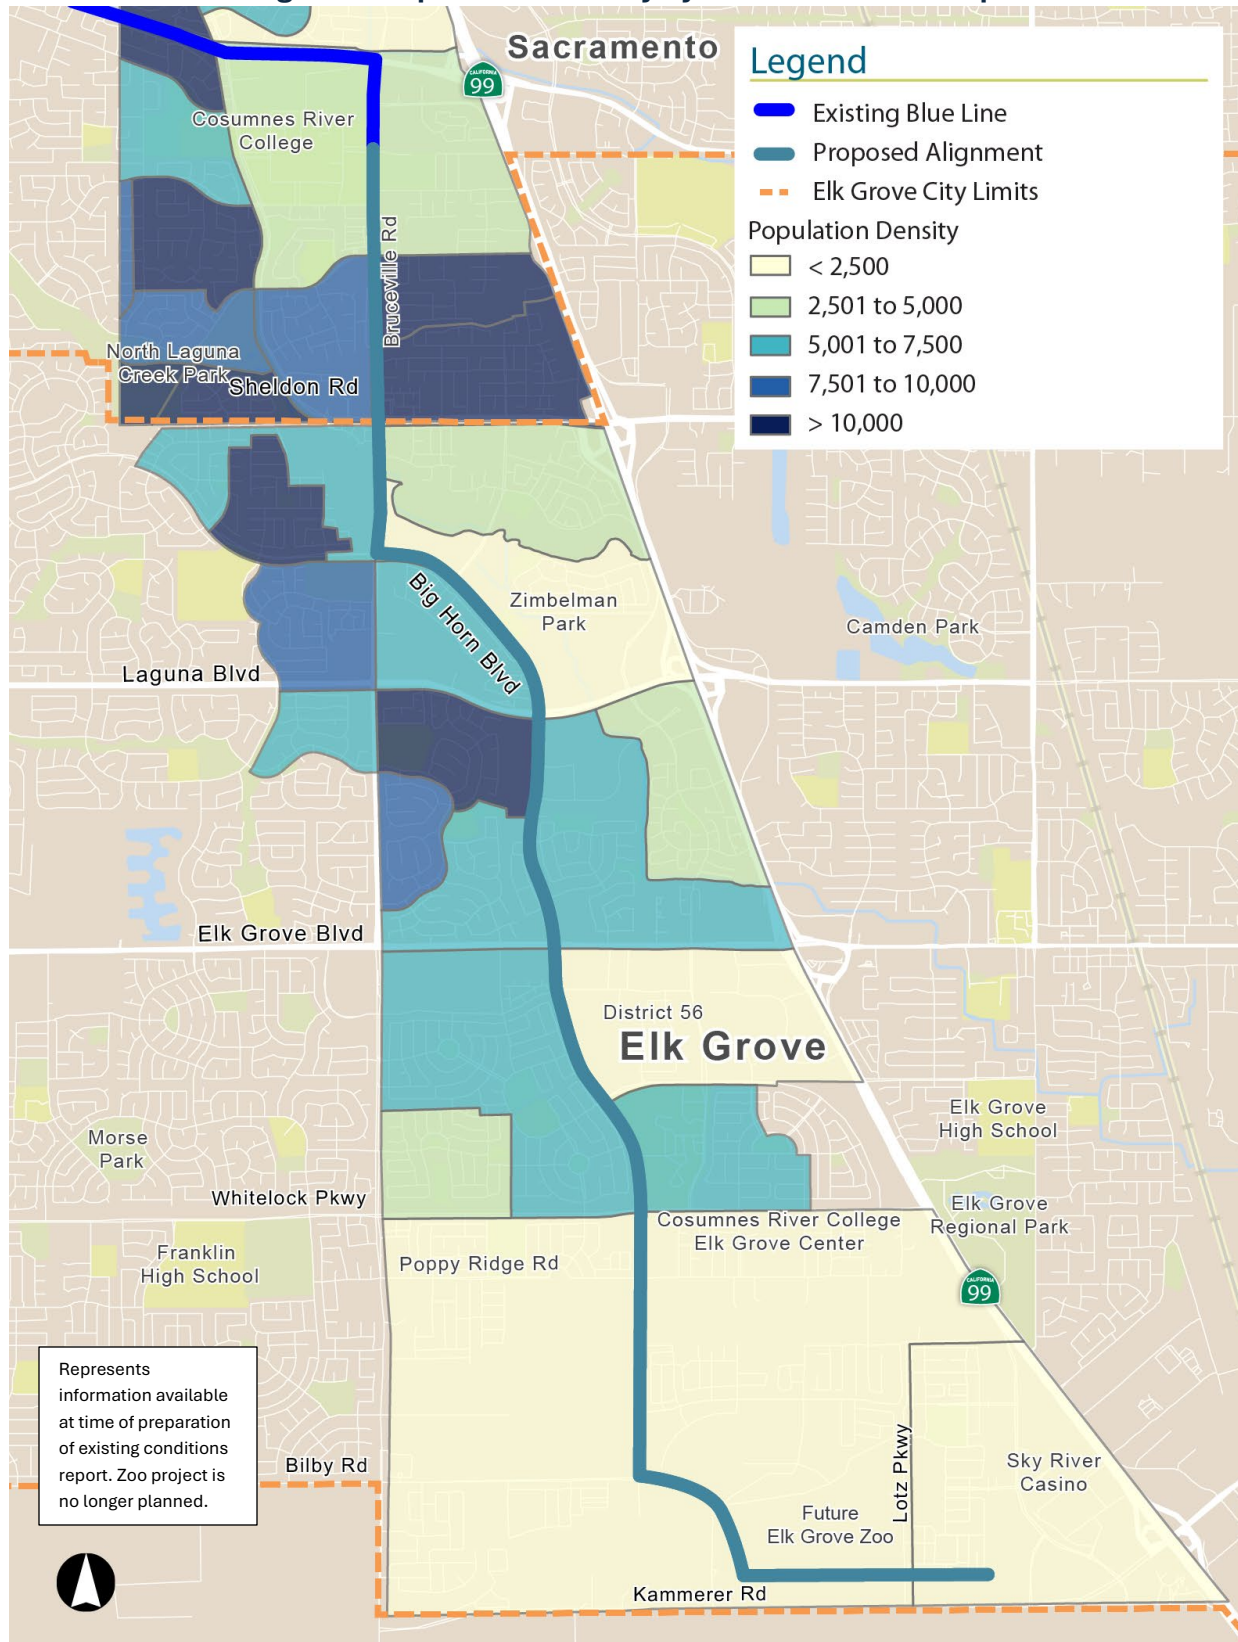 Sacramento
CALIFORNIA
99
Legend
Existing Blue Line
Proposed Alignment
Elk Grove City Limits
Population Density
< 2,500
2,501 to 5,000
5,001 to 7,500
7,501 to 10,000
> 10,000
Cosumnes River
College
Bruceville Rd
North Laguna
Creek Park
Sheldon Rd
Big Horn Blvd
Zimbelman
Park
Camden Park
Laguna Blvd
Elk Grove Blvd
District 56
Elk Grove
Elk Grove
High School
Morse
Park
Whitelock Pkwy
Elk Grove
Regional Park
Cosumnes River College
Elk Grove Center
Franklin
High School
Poppy Ridge Rd
CALIFORNIA
99
Represents
information available
at time of preparation
of existing conditions
report. Zoo project is
no longer planned.
Bilby Rd
Lotz Pkwy
Sky River
Casino
Future
Elk Grove Zoo
Kammerer Rd